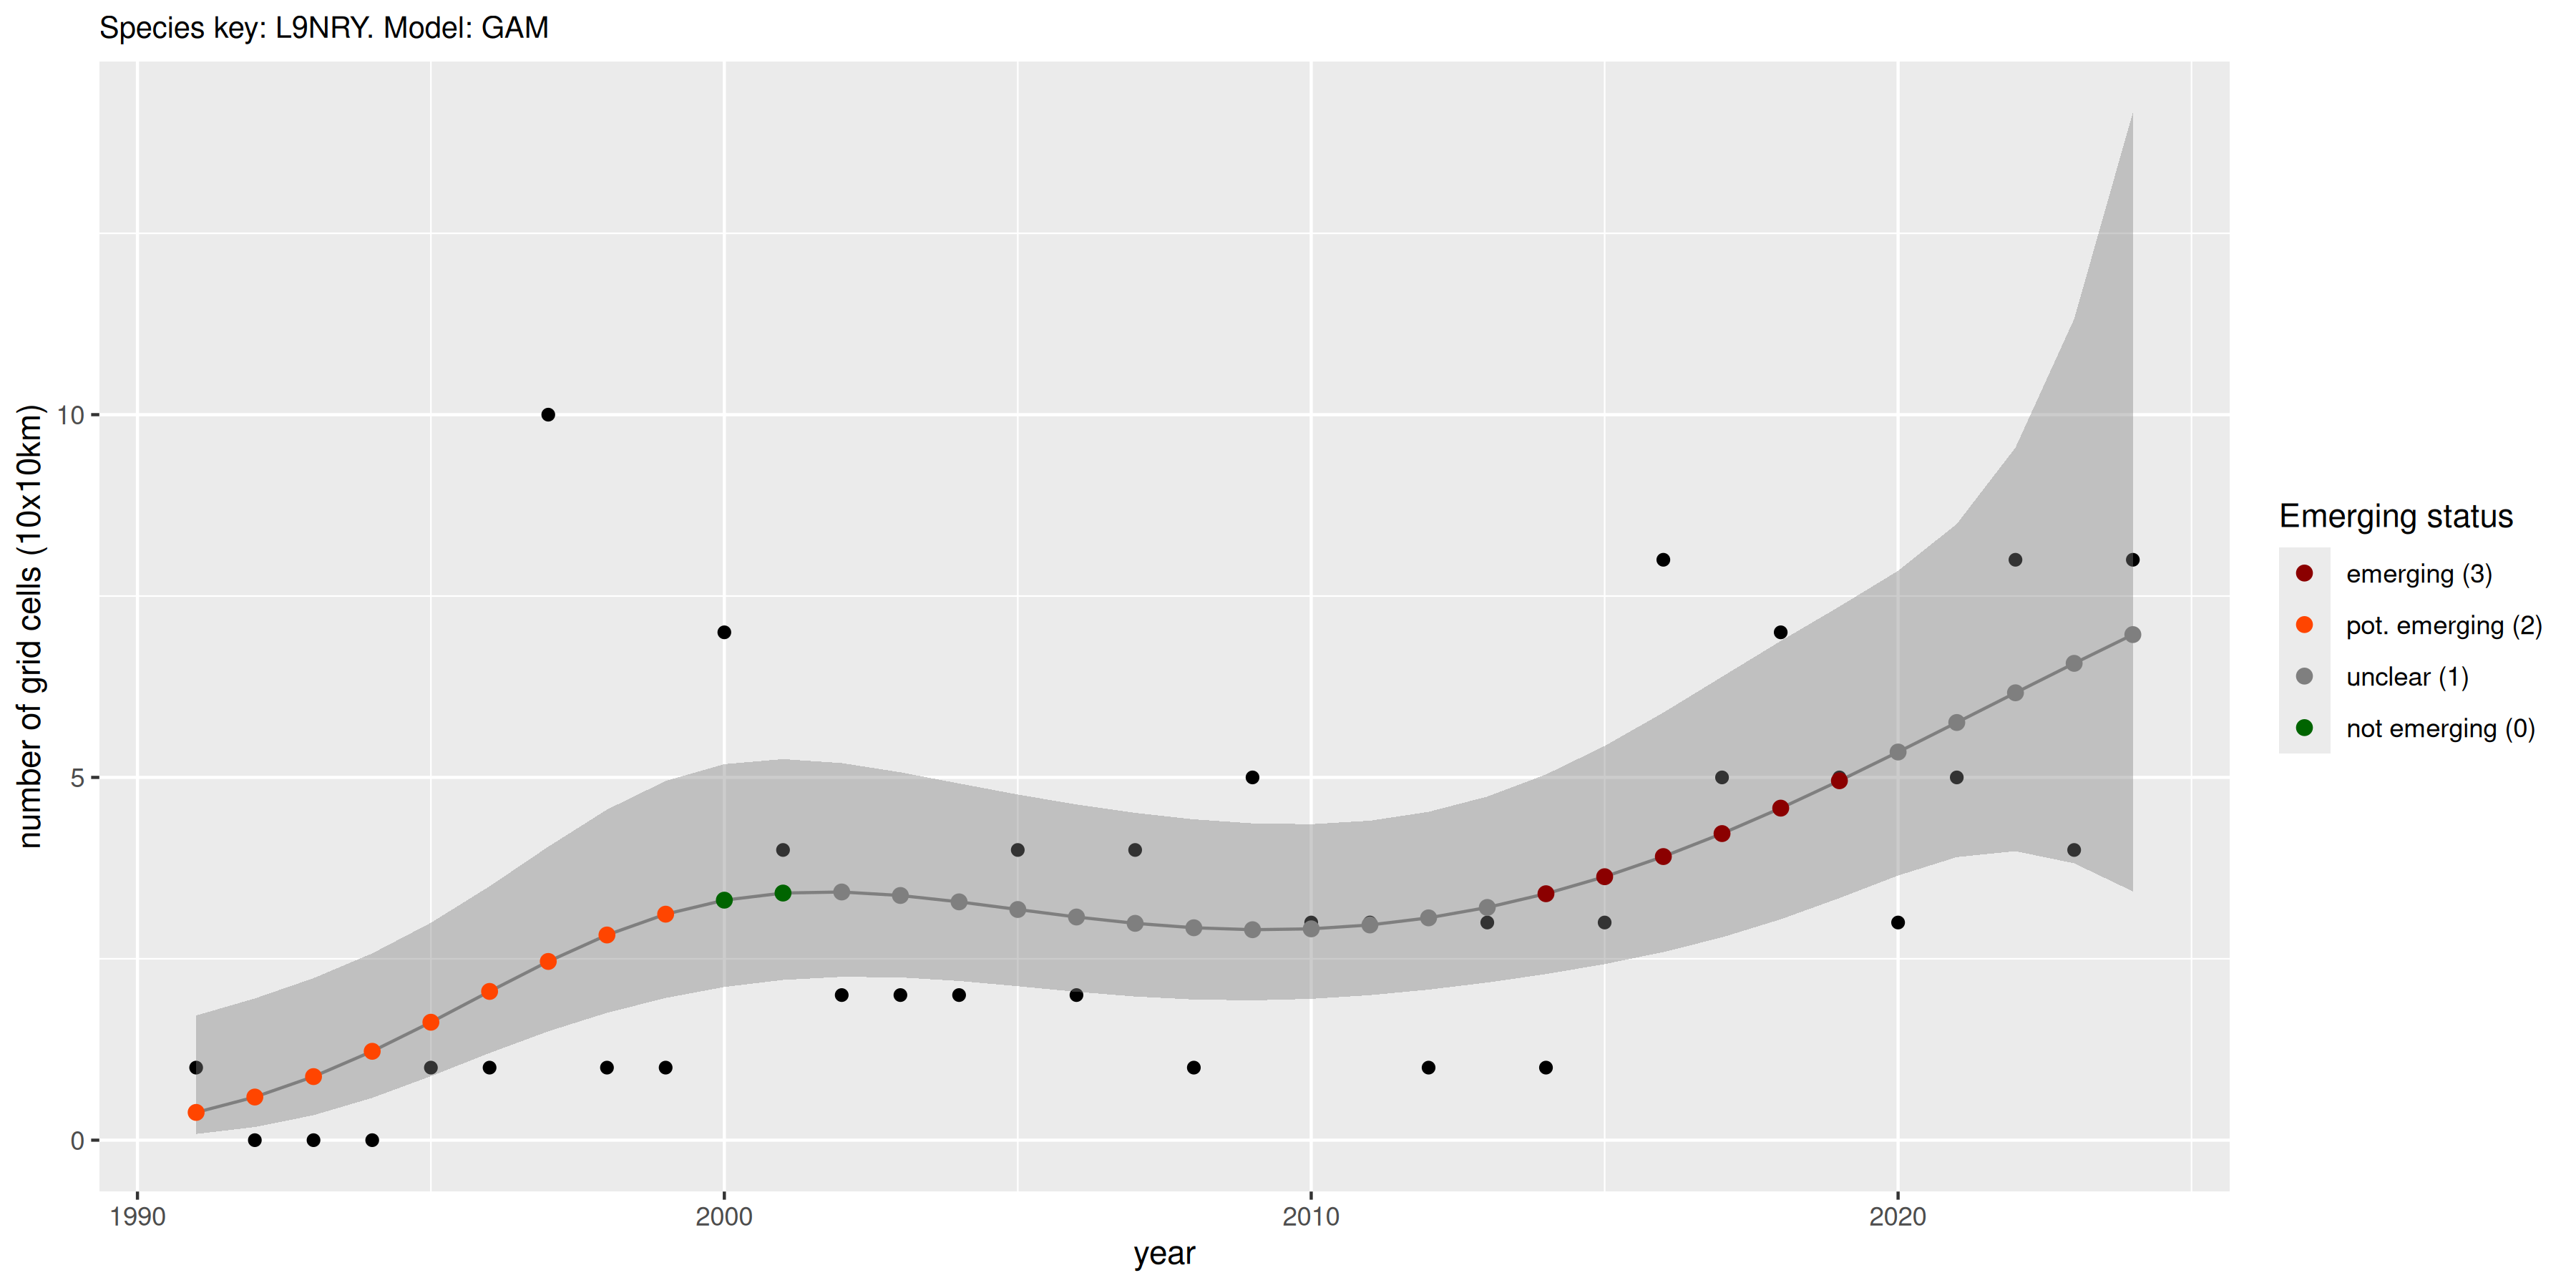 Species key: L9NRY. Model: GAM
number of grid cells (10x10km)
10
5
0
1990
2000
2010
2020
year
Emerging status
emerging (3)
pot. emerging (2)
unclear (1)
not emerging (0)